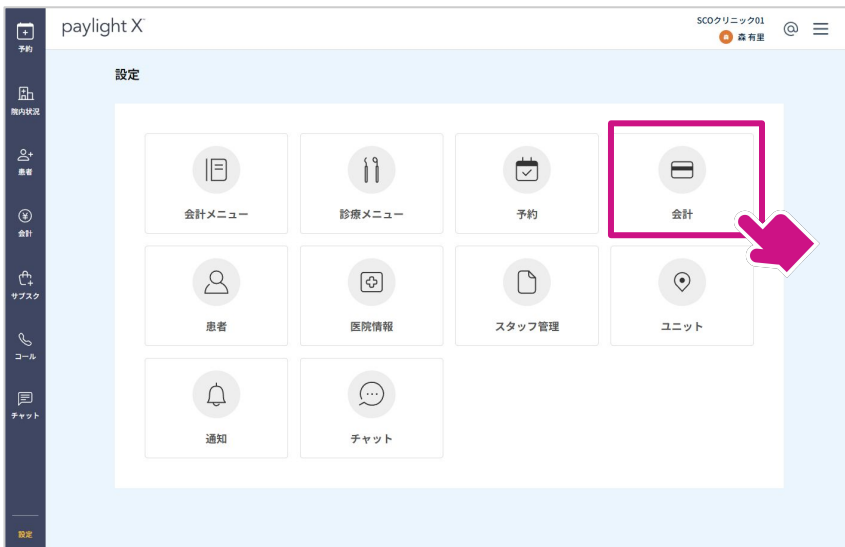 paylight X
SCOクリニック01
森 有里
予約
院内状況
患者
会計
サブスク
コール
チャット
設定
設定
会計メニュー
診療メニュー
予約
会計
患者
医院情報
スタッフ管理
ユニット
通知
チャット